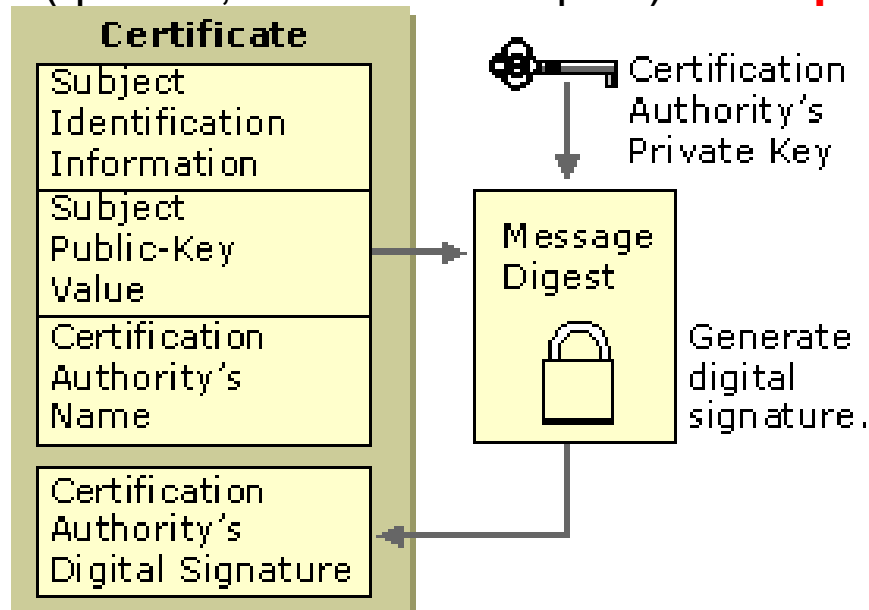 Certificate
Subject
Identification
Information
Subject
Public-Key
Value
Certification
Authority's
Name
Certification
Authority's
Digital Signature
Certification
Authority's
Private Key
Message
Digest
Generate
digital
signature.